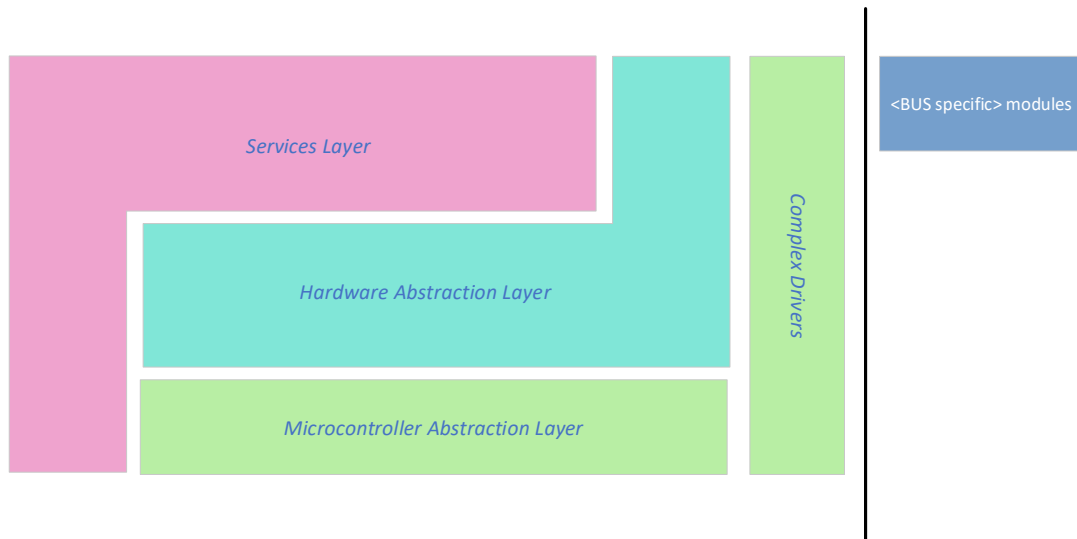 Services Layer
Hardware Abstraction Layer
Microcontroller Abstraction Layer
Complex Drivers
<BUS specific> modules